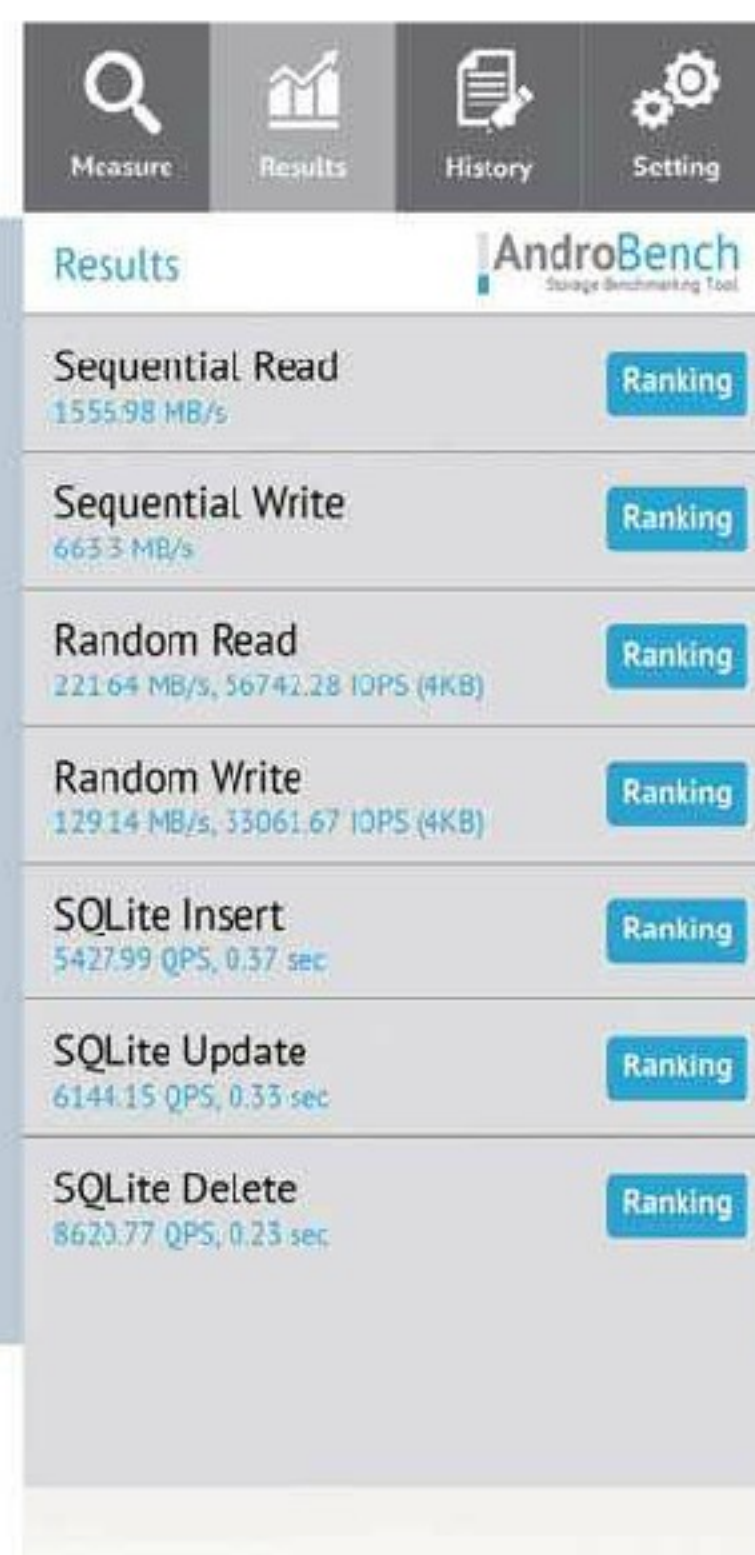 Measure
Results
History
Setting
Results
AndroBench
Storage Benchmarking Tool
Sequential Read
Ranking
1555.98 MB/s
Sequential Write
Ranking
663.3 MB/s
Random Read
Ranking
221.64 MB/s, 56742.28 IOPS (4KB)
Random Write
Ranking
129.14 MB/s, 33061.67 IOPS (4KB)
SQLite Insert
Ranking
5427.99 QPS, 0.37 sec
SQLite Update
Ranking
6144.15 QPS, 0.33 sec
SQLite Delete
Ranking
8620.77 QPS, 0.23 sec